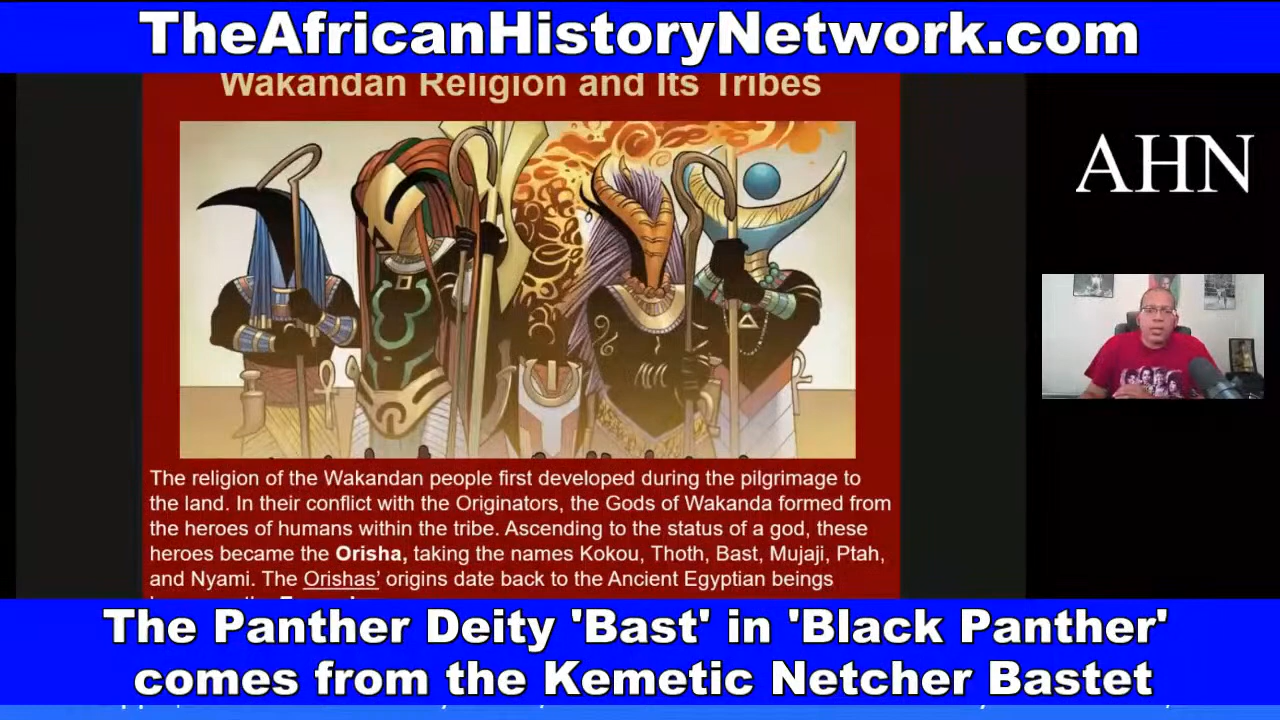 TheAfricanHistoryNetwork.com
Wakandan Religion and Its Tribes
AHN
The religion of the Wakandan people first developed during the pilgrimage to
the land. In their conflict with the Originators, the Gods of Wakanda formed from
the heroes of humans within the tribe. Ascending to the status of a god, these
heroes became the Orisha, taking the names Kokou, Thoth, Bast, Mujaji, Ptah,
and Nyami. The Orishas' origins date back to the Ancient Egyptian beings
The Panther Deity 'Bast' in 'Black Panther'
comes from the Kemetic Netcher Bastet